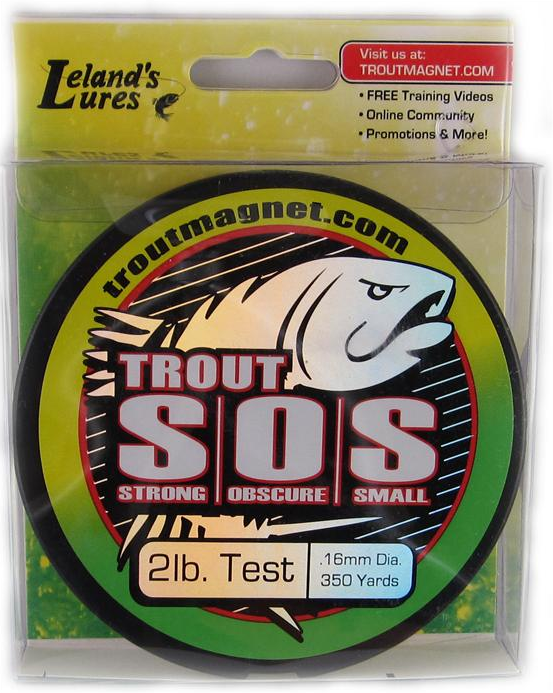 Leland's
Lures
Visit us at:
TROUTMAGNET.COM
• FREE Training Videos
• Online Community
• Promotions & More!
troutmagnet.com
TROUT
S|O|S
STRONG | OBSCURE | SMALL
2lb. Test
.16mm Dia.
350 Yards